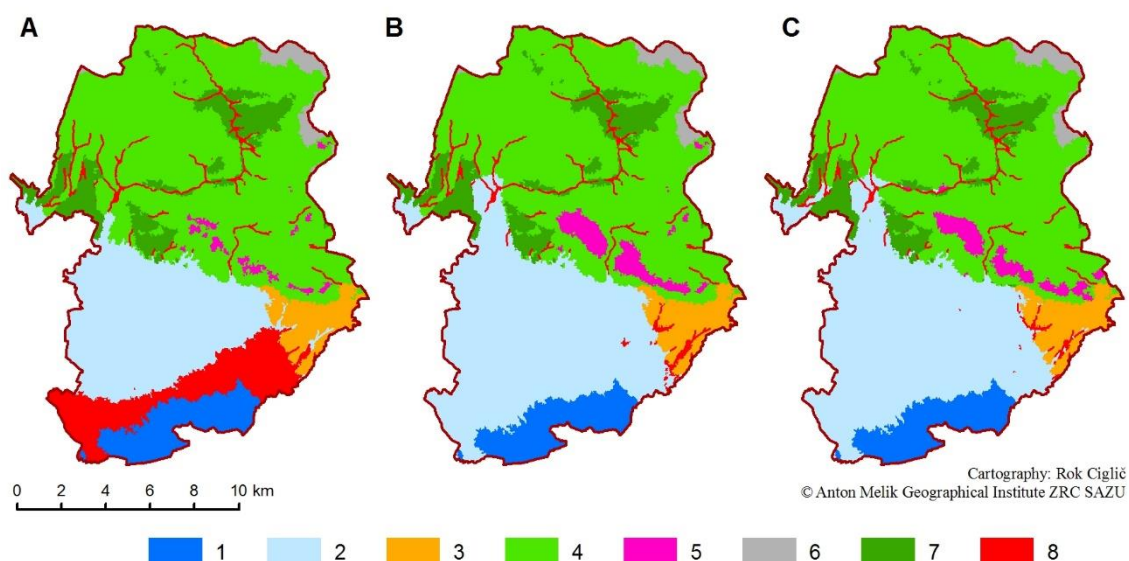 A B C
Cartography: Rok Ciglič
0 2 4 6 8 10 km © Anton Melik Geographical Institute ZRC SAZU
1 2 3 4 5 6 7 8